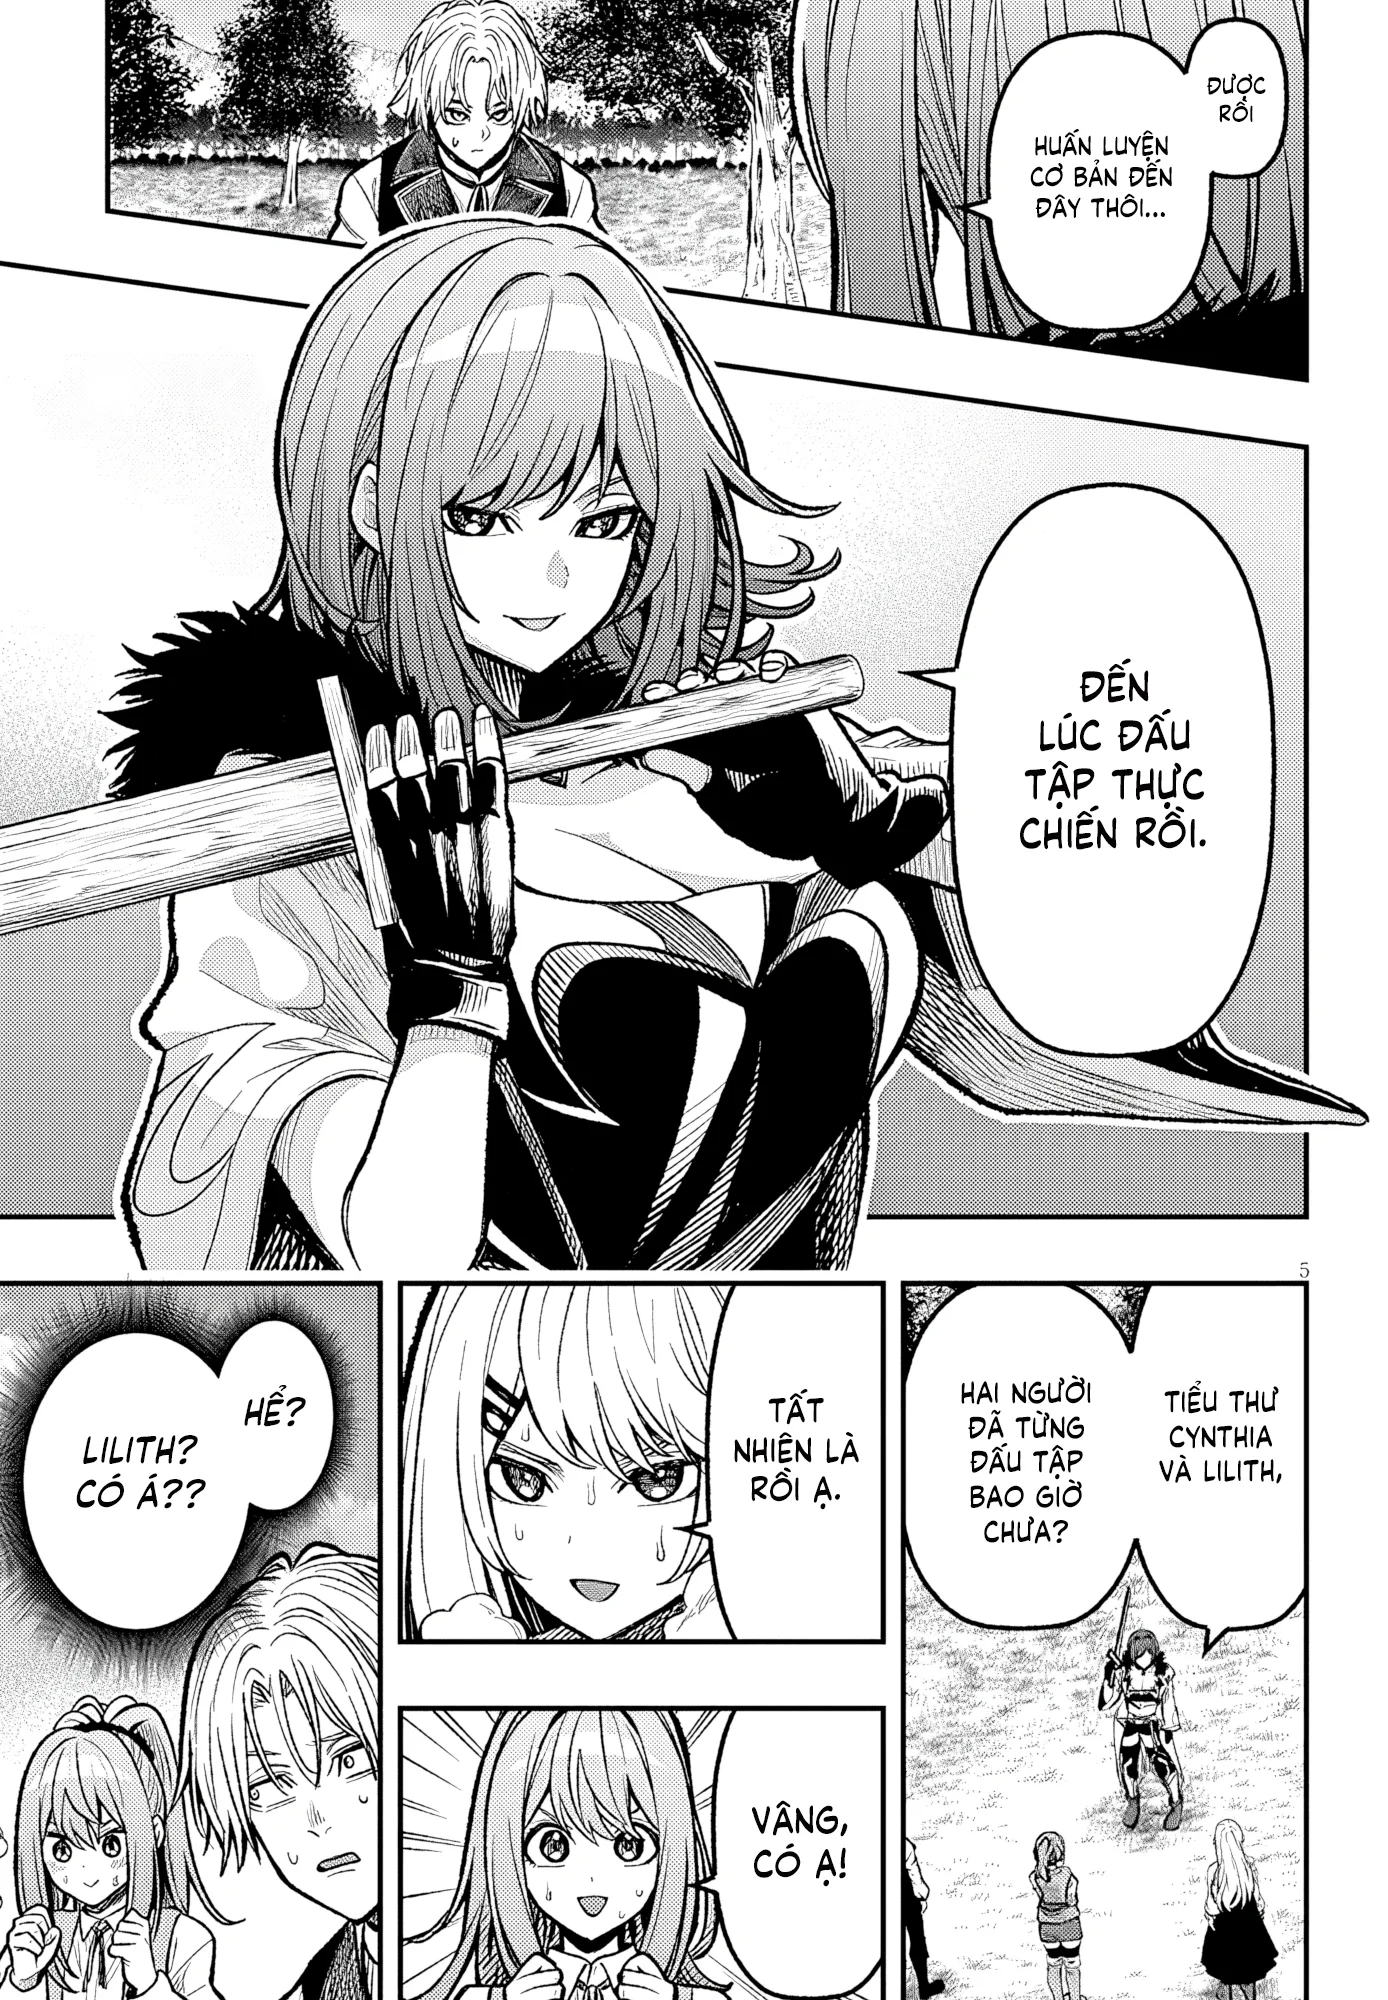 ĐƯỢC
RỒI
HUẤN LUYỆN
CƠ BẢN ĐẾN
ĐÂY THÔI...
ĐẾN
LÚC ĐẤU
TẬP THỰC
CHIẾN RỒI.
5
TIỂU THƯ
CYNTHIA
VÀ LILITH,
HAI NGƯỜI
ĐÃ TỪNG
ĐẤU TẬP
BAO GIỜ
CHƯA?
TẤT
NHIÊN LÀ
RỒI Ạ.
VÂNG,
CÓ Ạ!
HỂ?
LILITH?
CÓ Á??